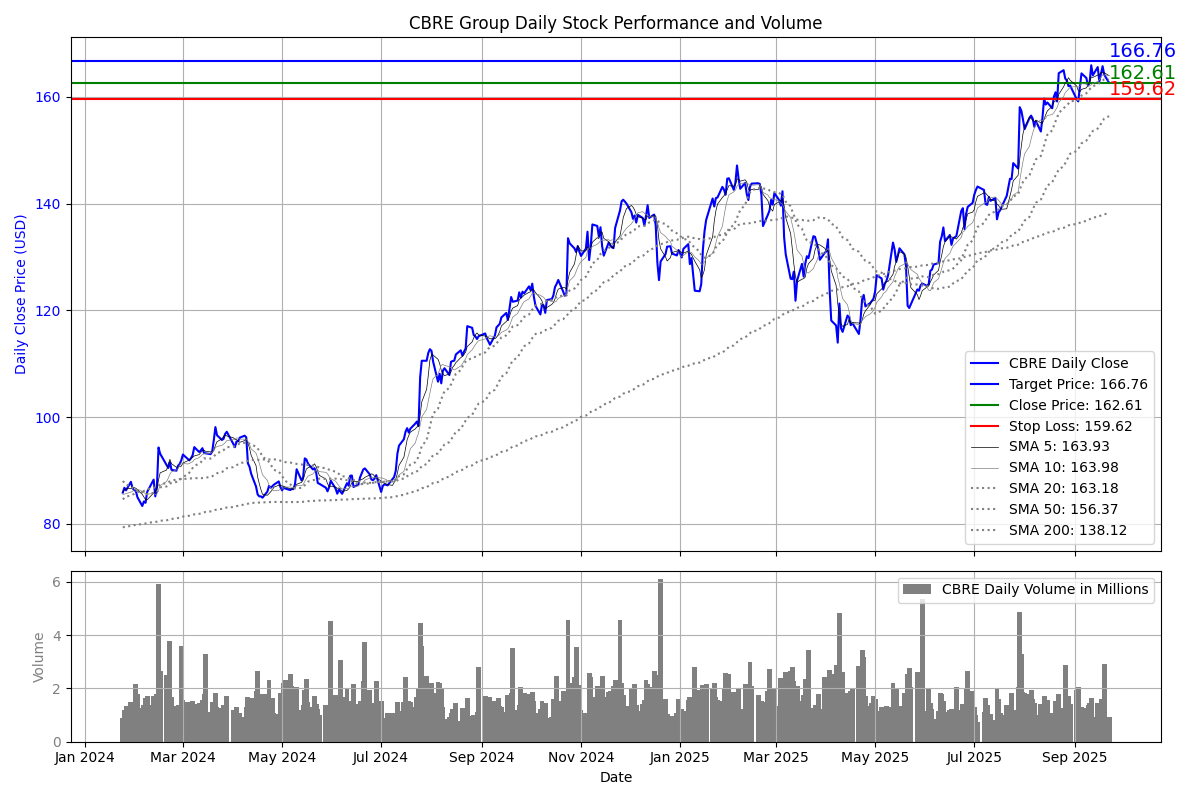 CBRE Group Daily Stock Performance and Volume
166.76
162.61
159.62
160
140
120
100
80
Daily Close Price (USD)
CBRE Daily Close
Target Price: 166.76
Close Price: 162.61
Stop Loss: 159.62
SMA 5: 163.93
SMA 10: 163.98
SMA 20: 163.18
SMA 50: 156.37
SMA 200: 138.12
6
4
2
0
Volume
CBRE Daily Volume in Millions
Jan 2024 Mar 2024 May 2024 Jul 2024 Sep 2024 Nov 2024 Jan 2025 Mar 2025 May 2025 Jul 2025 Sep 2025
Date